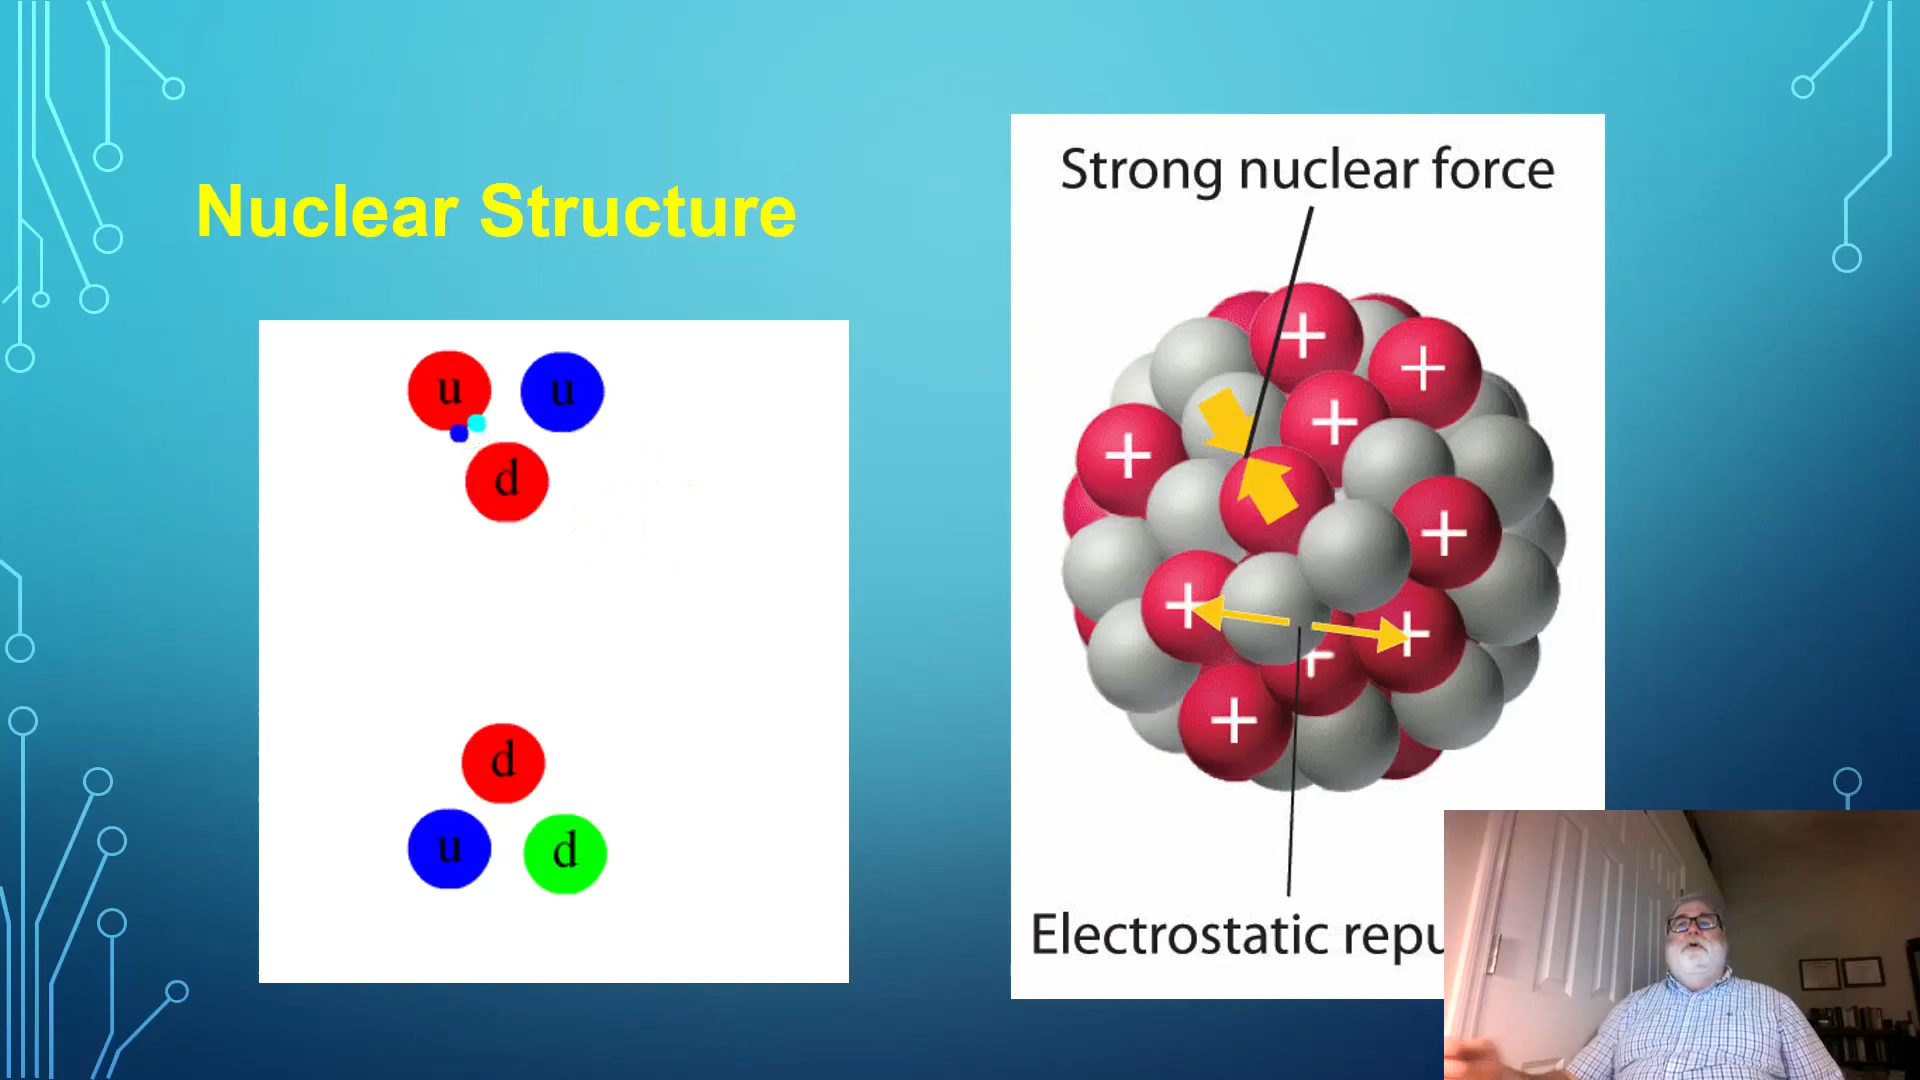 Nuclear Structure
u
u
d
d
u
d
Strong nuclear force
+
+
+
+
+
+
+
+
+
Electrostatic repu